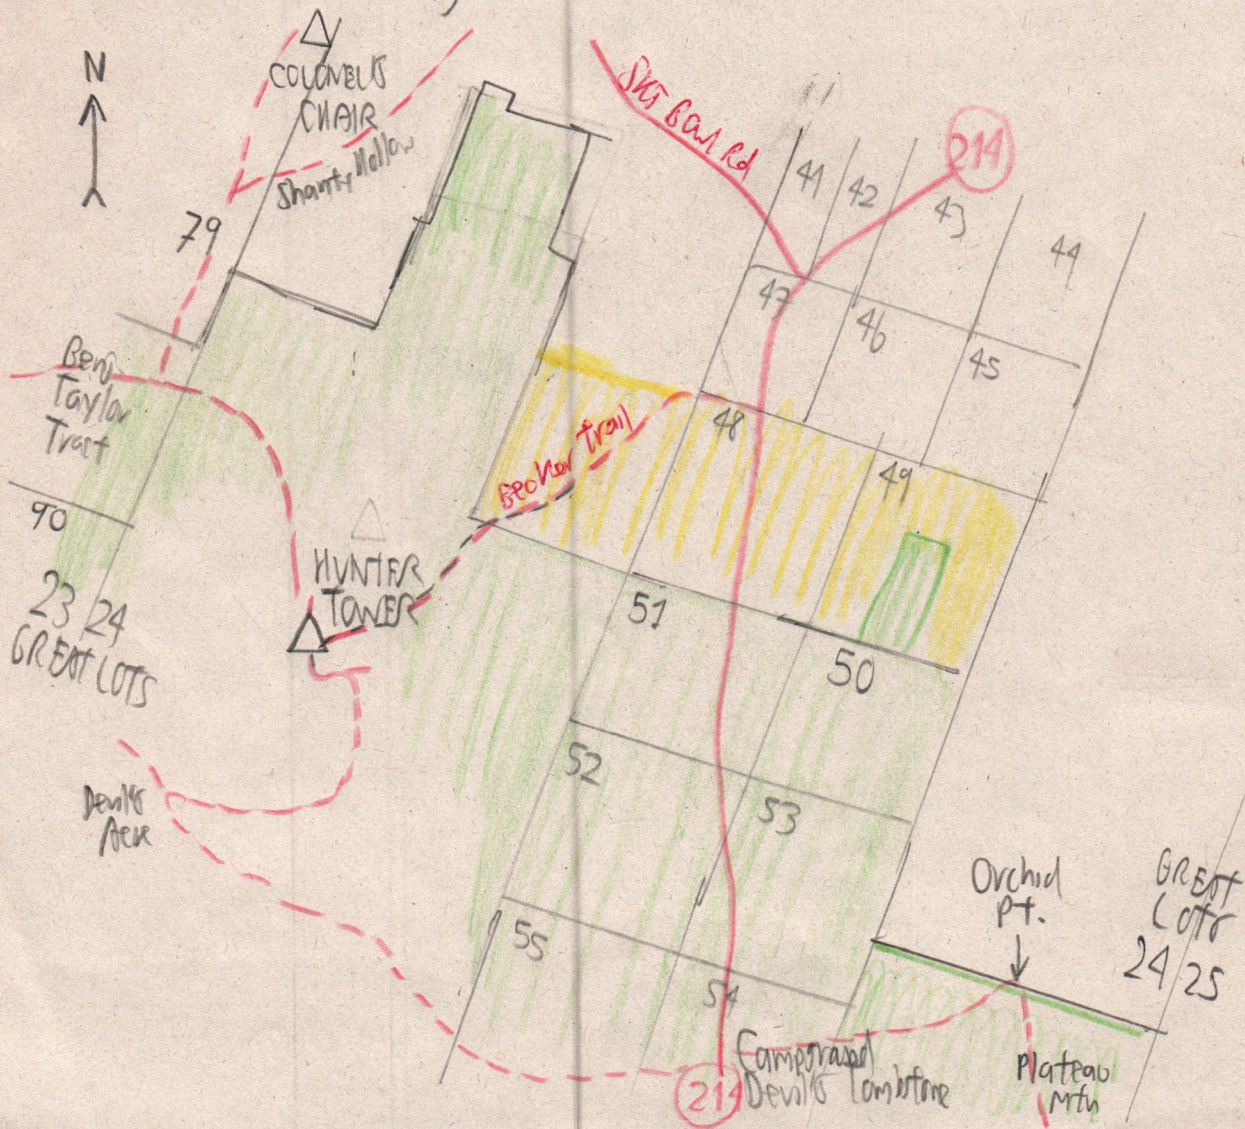 N
COLONEL'S
CHAIR
Shanty Hollow
SKI Bowl Rd
214
41
42
43
44
79
47
46
45
Benj
Taylor
Tract
Becker Trail
48
49
90
HUNTER
TOWER
23 24
GREAT LOTS
51
50
52
53
Devil's
Acre
Orchid
Pt.
GREAT
Lots
24 25
55
54
Campground
Devil's Tombstone
214
Plateau
Mtn